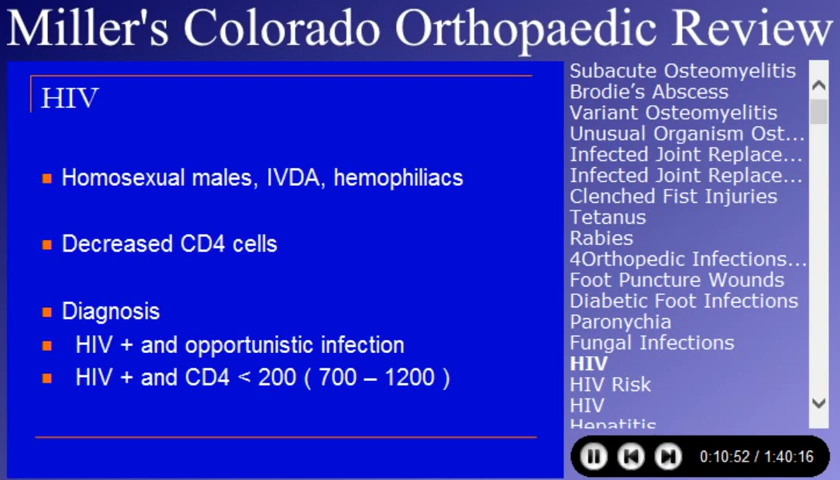 Miller's Colorado Orthopaedic Review
HIV
Homosexual males, IVDA, hemophiliacs
Decreased CD4 cells
Diagnosis
HIV + and opportunistic infection
HIV + and CD4 < 200 ( 700 – 1200 )
Subacute Osteomyelitis
Brodie's Abscess
Variant Osteomyelitis
Unusual Organism Ost...
Infected Joint Replace...
Infected Joint Replace...
Clenched Fist Injuries
Tetanus
Rabies
4Orthopedic Infections...
Foot Puncture Wounds
Diabetic Foot Infections
Paronychia
Fungal Infections
HIV
HIV Risk
HIV
Hepatitis
0:10:52 / 1:40:16